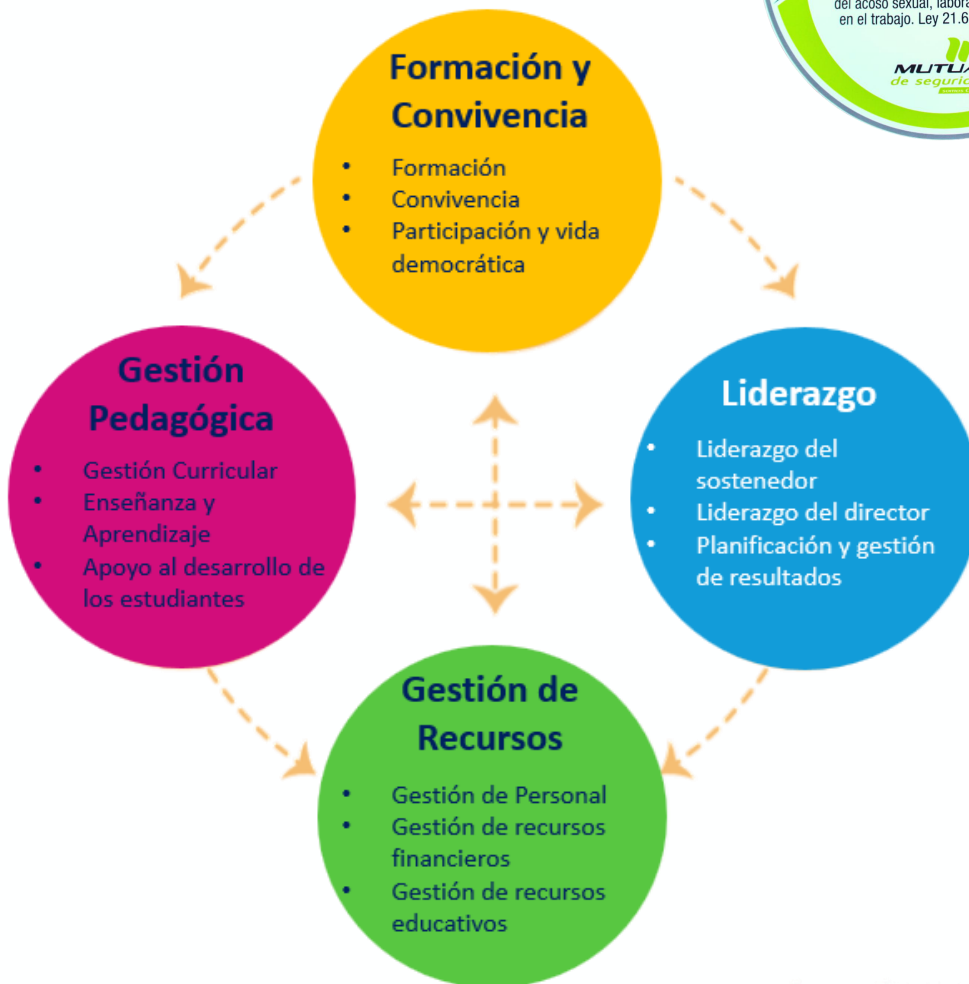 del acoso sexual, labora
en el trabajo. Ley 21.6
MUTUA
de segurid
Formación y
Convivencia
• Formación
• Convivencia
• Participación y vida
democrática
Gestión
Pedagógica
• Gestión Curricular
• Enseñanza y
Aprendizaje
• Apoyo al desarrollo de
los estudiantes
Liderazgo
• Liderazgo del
sostenedor
• Liderazgo del director
• Planificación y gestión
de resultados
Gestión de
Recursos
• Gestión de Personal
• Gestión de recursos
financieros
• Gestión de recursos
educativos